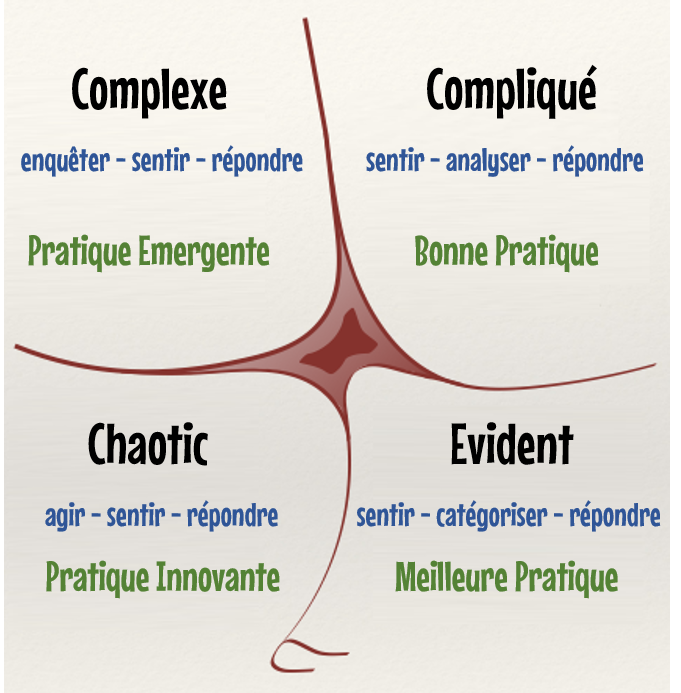 Complexe
enquêter - sentir - répondre
Pratique Emergente
Compliqué
sentir - analyser - répondre
Bonne Pratique
Chaotic
agir - sentir - répondre
Pratique Innovante
Evident
sentir - catégoriser - répondre
Meilleure Pratique